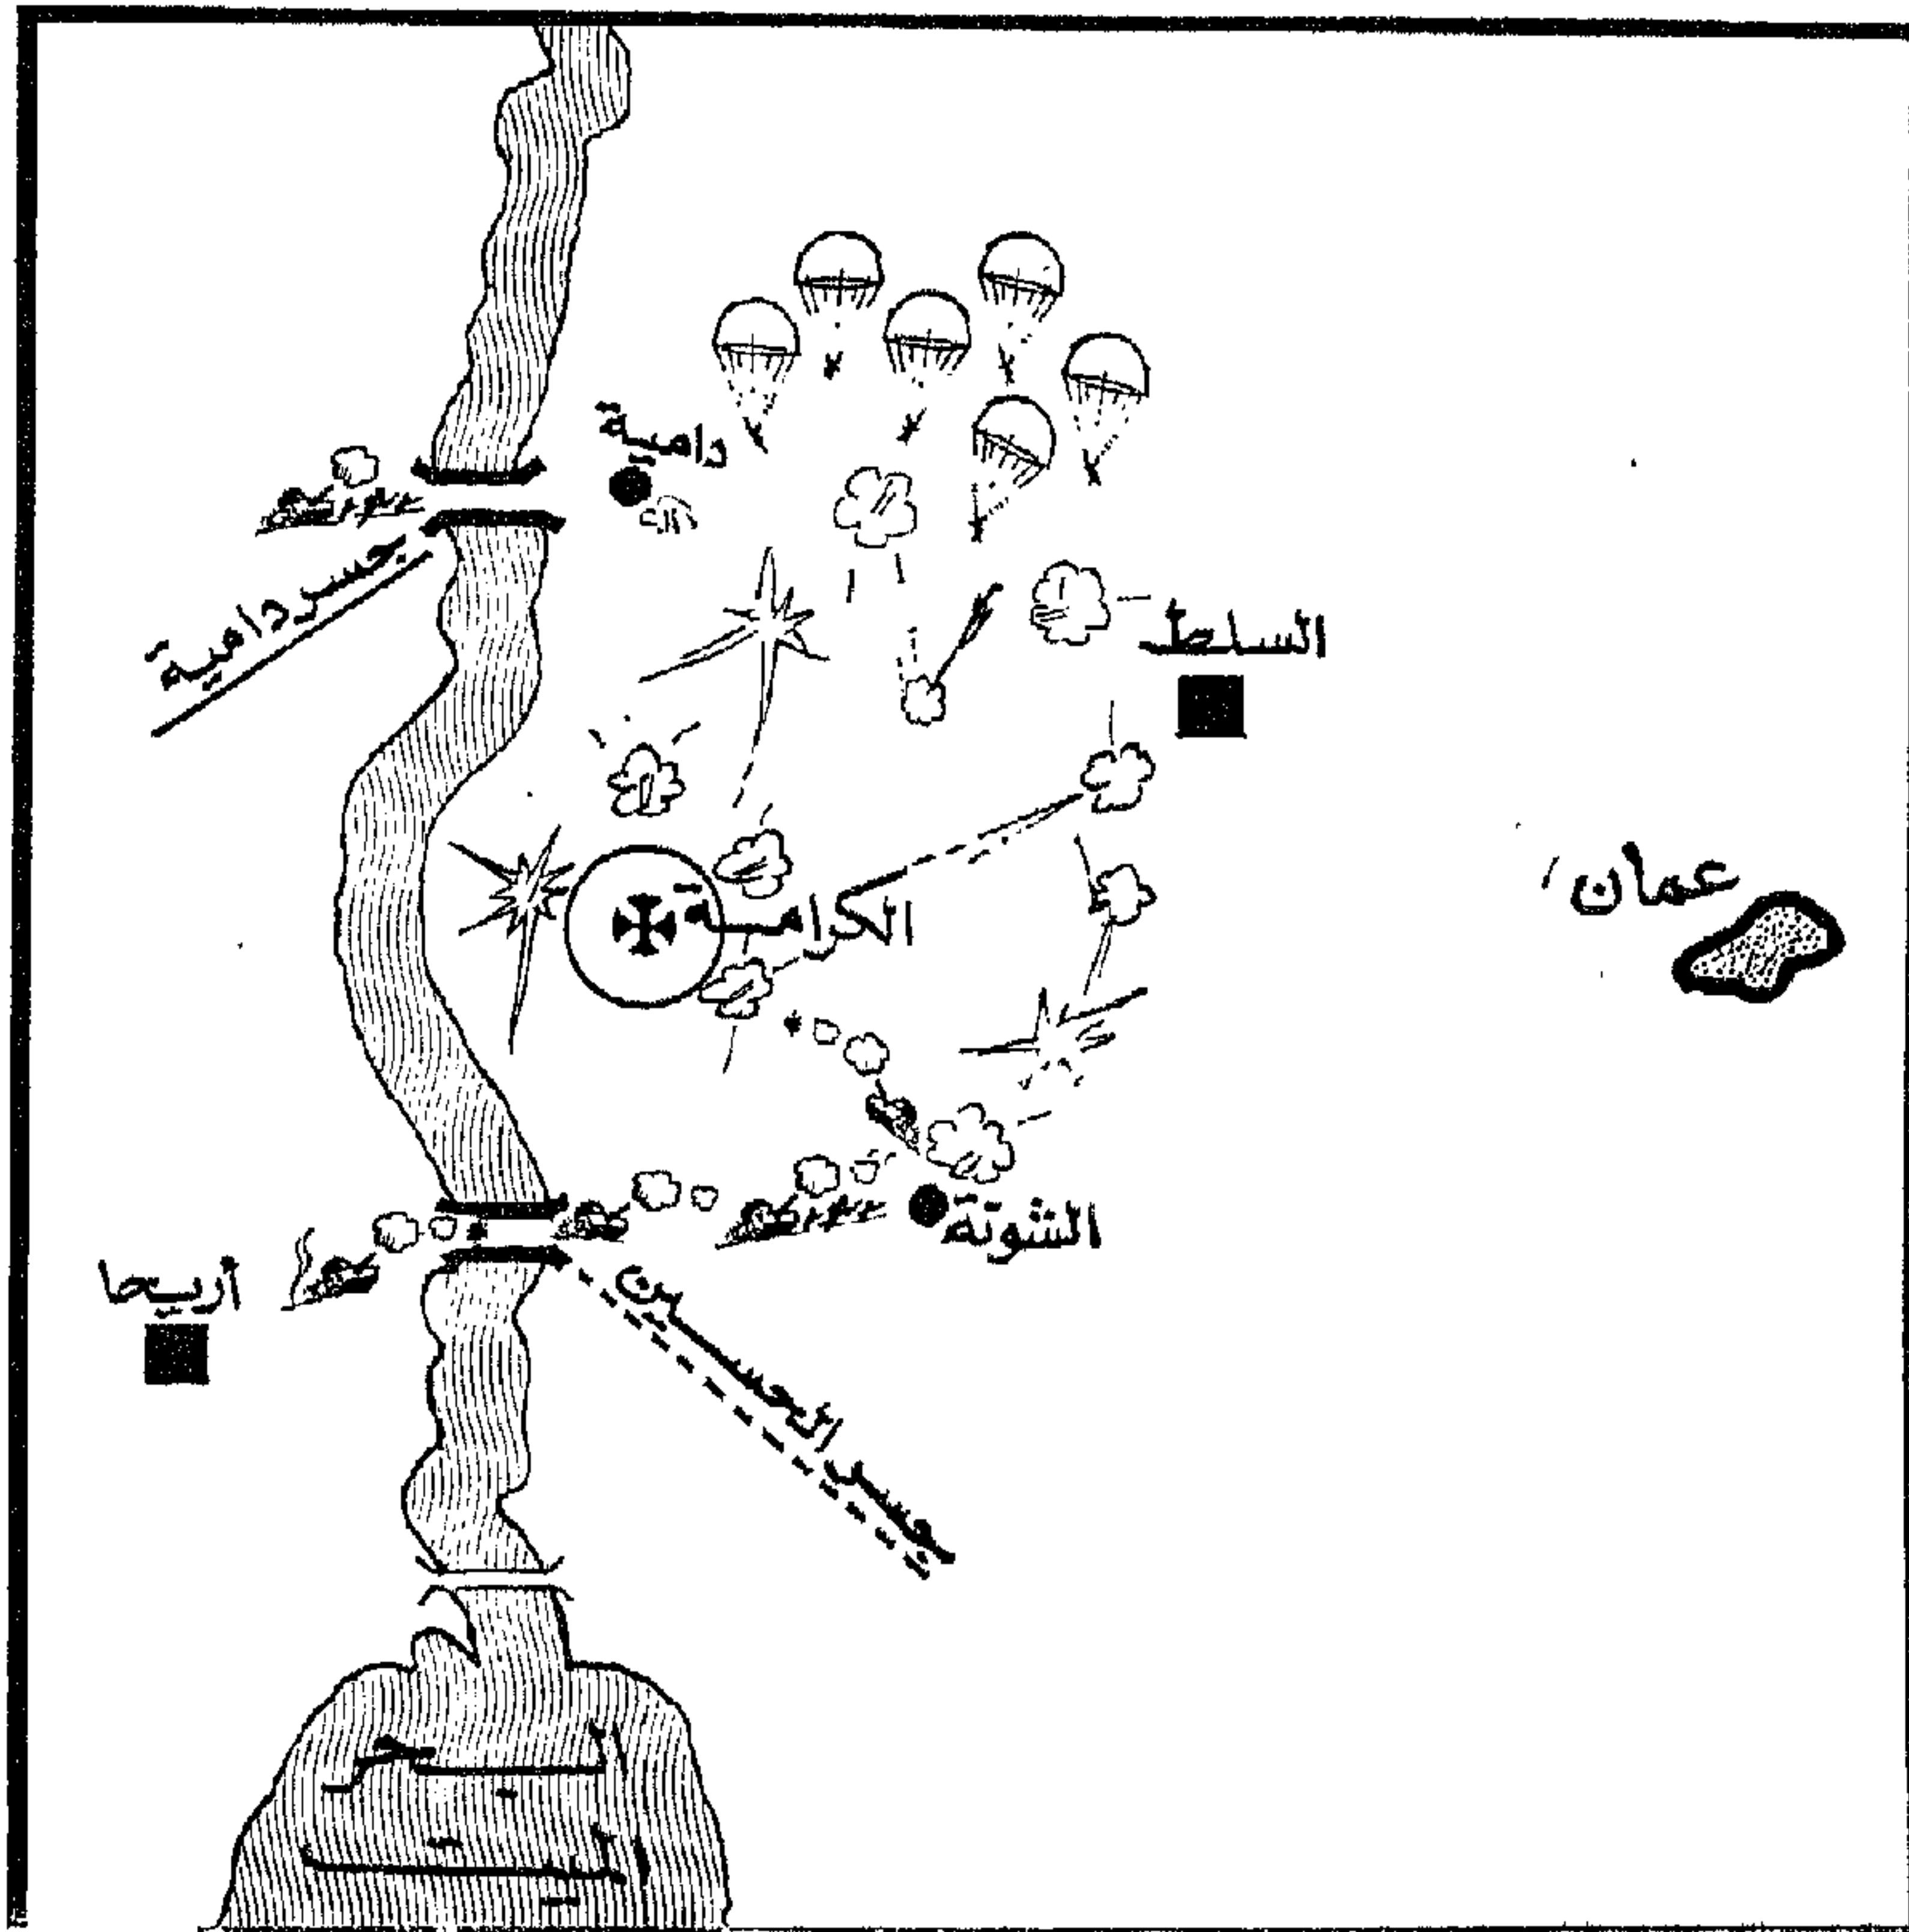 دامية
جسر دامية
السلط
عمان
الكرامة
الشونة
أريحا
جسر الحسين
البحر
الميت